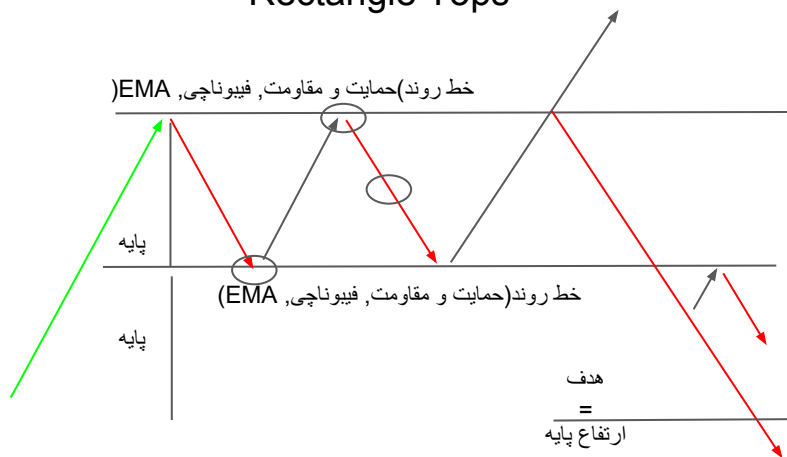 Rectangle Tops
خط روند)حمایت و مقاومت, فیبوناچی, EMA(
پایه
خط روند(حمایت و مقاومت, فیبوناچی, EMA)
پایه
هدف
=
ارتفاع پایه